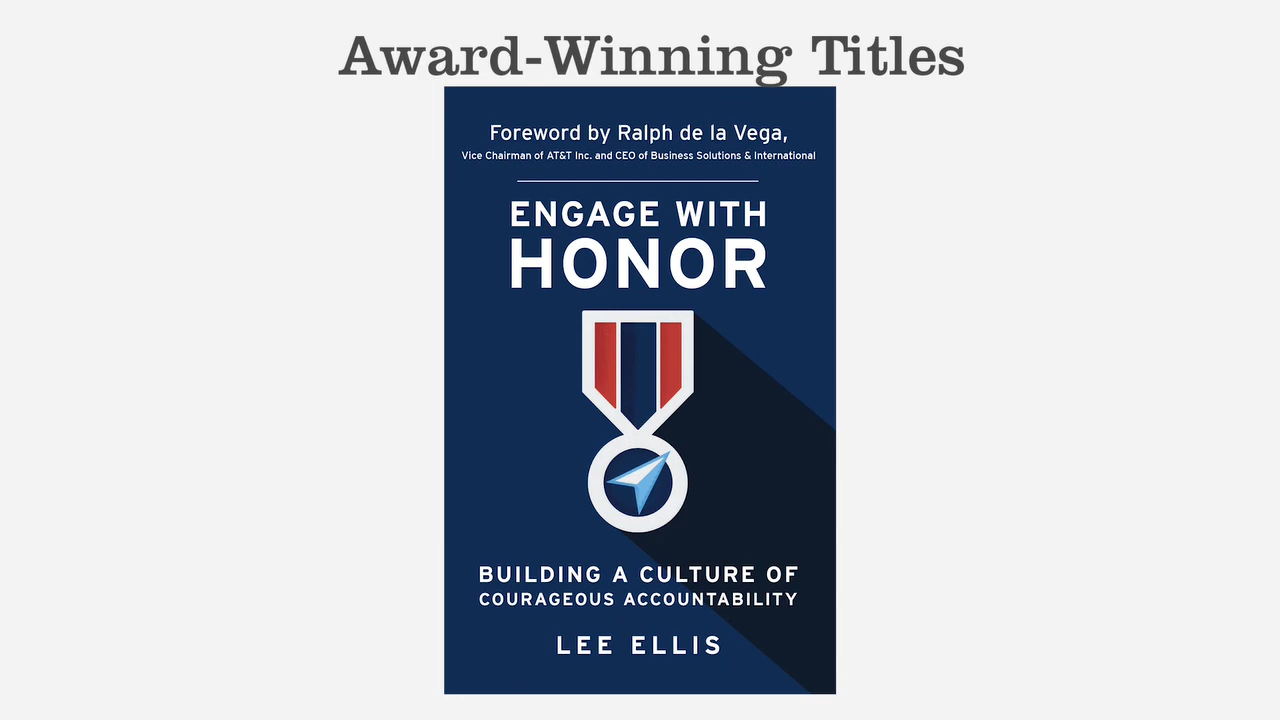 Award-Winning Titles
Foreword by Ralph de la Vega,
Vice Chairman of AT&T Inc. and CEO of Business Solutions & International
ENGAGE WITH
HONOR
BUILDING A CULTURE OF
COURAGEOUS ACCOUNTABILITY
LEE ELLIS